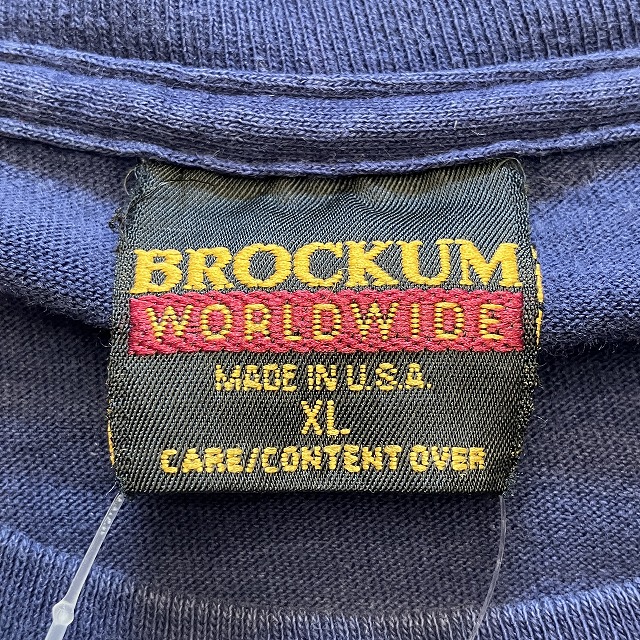 BROCKUM
WORLDWIDE
MADE IN U.S.A.
XL
CARE/CONTENT OVER